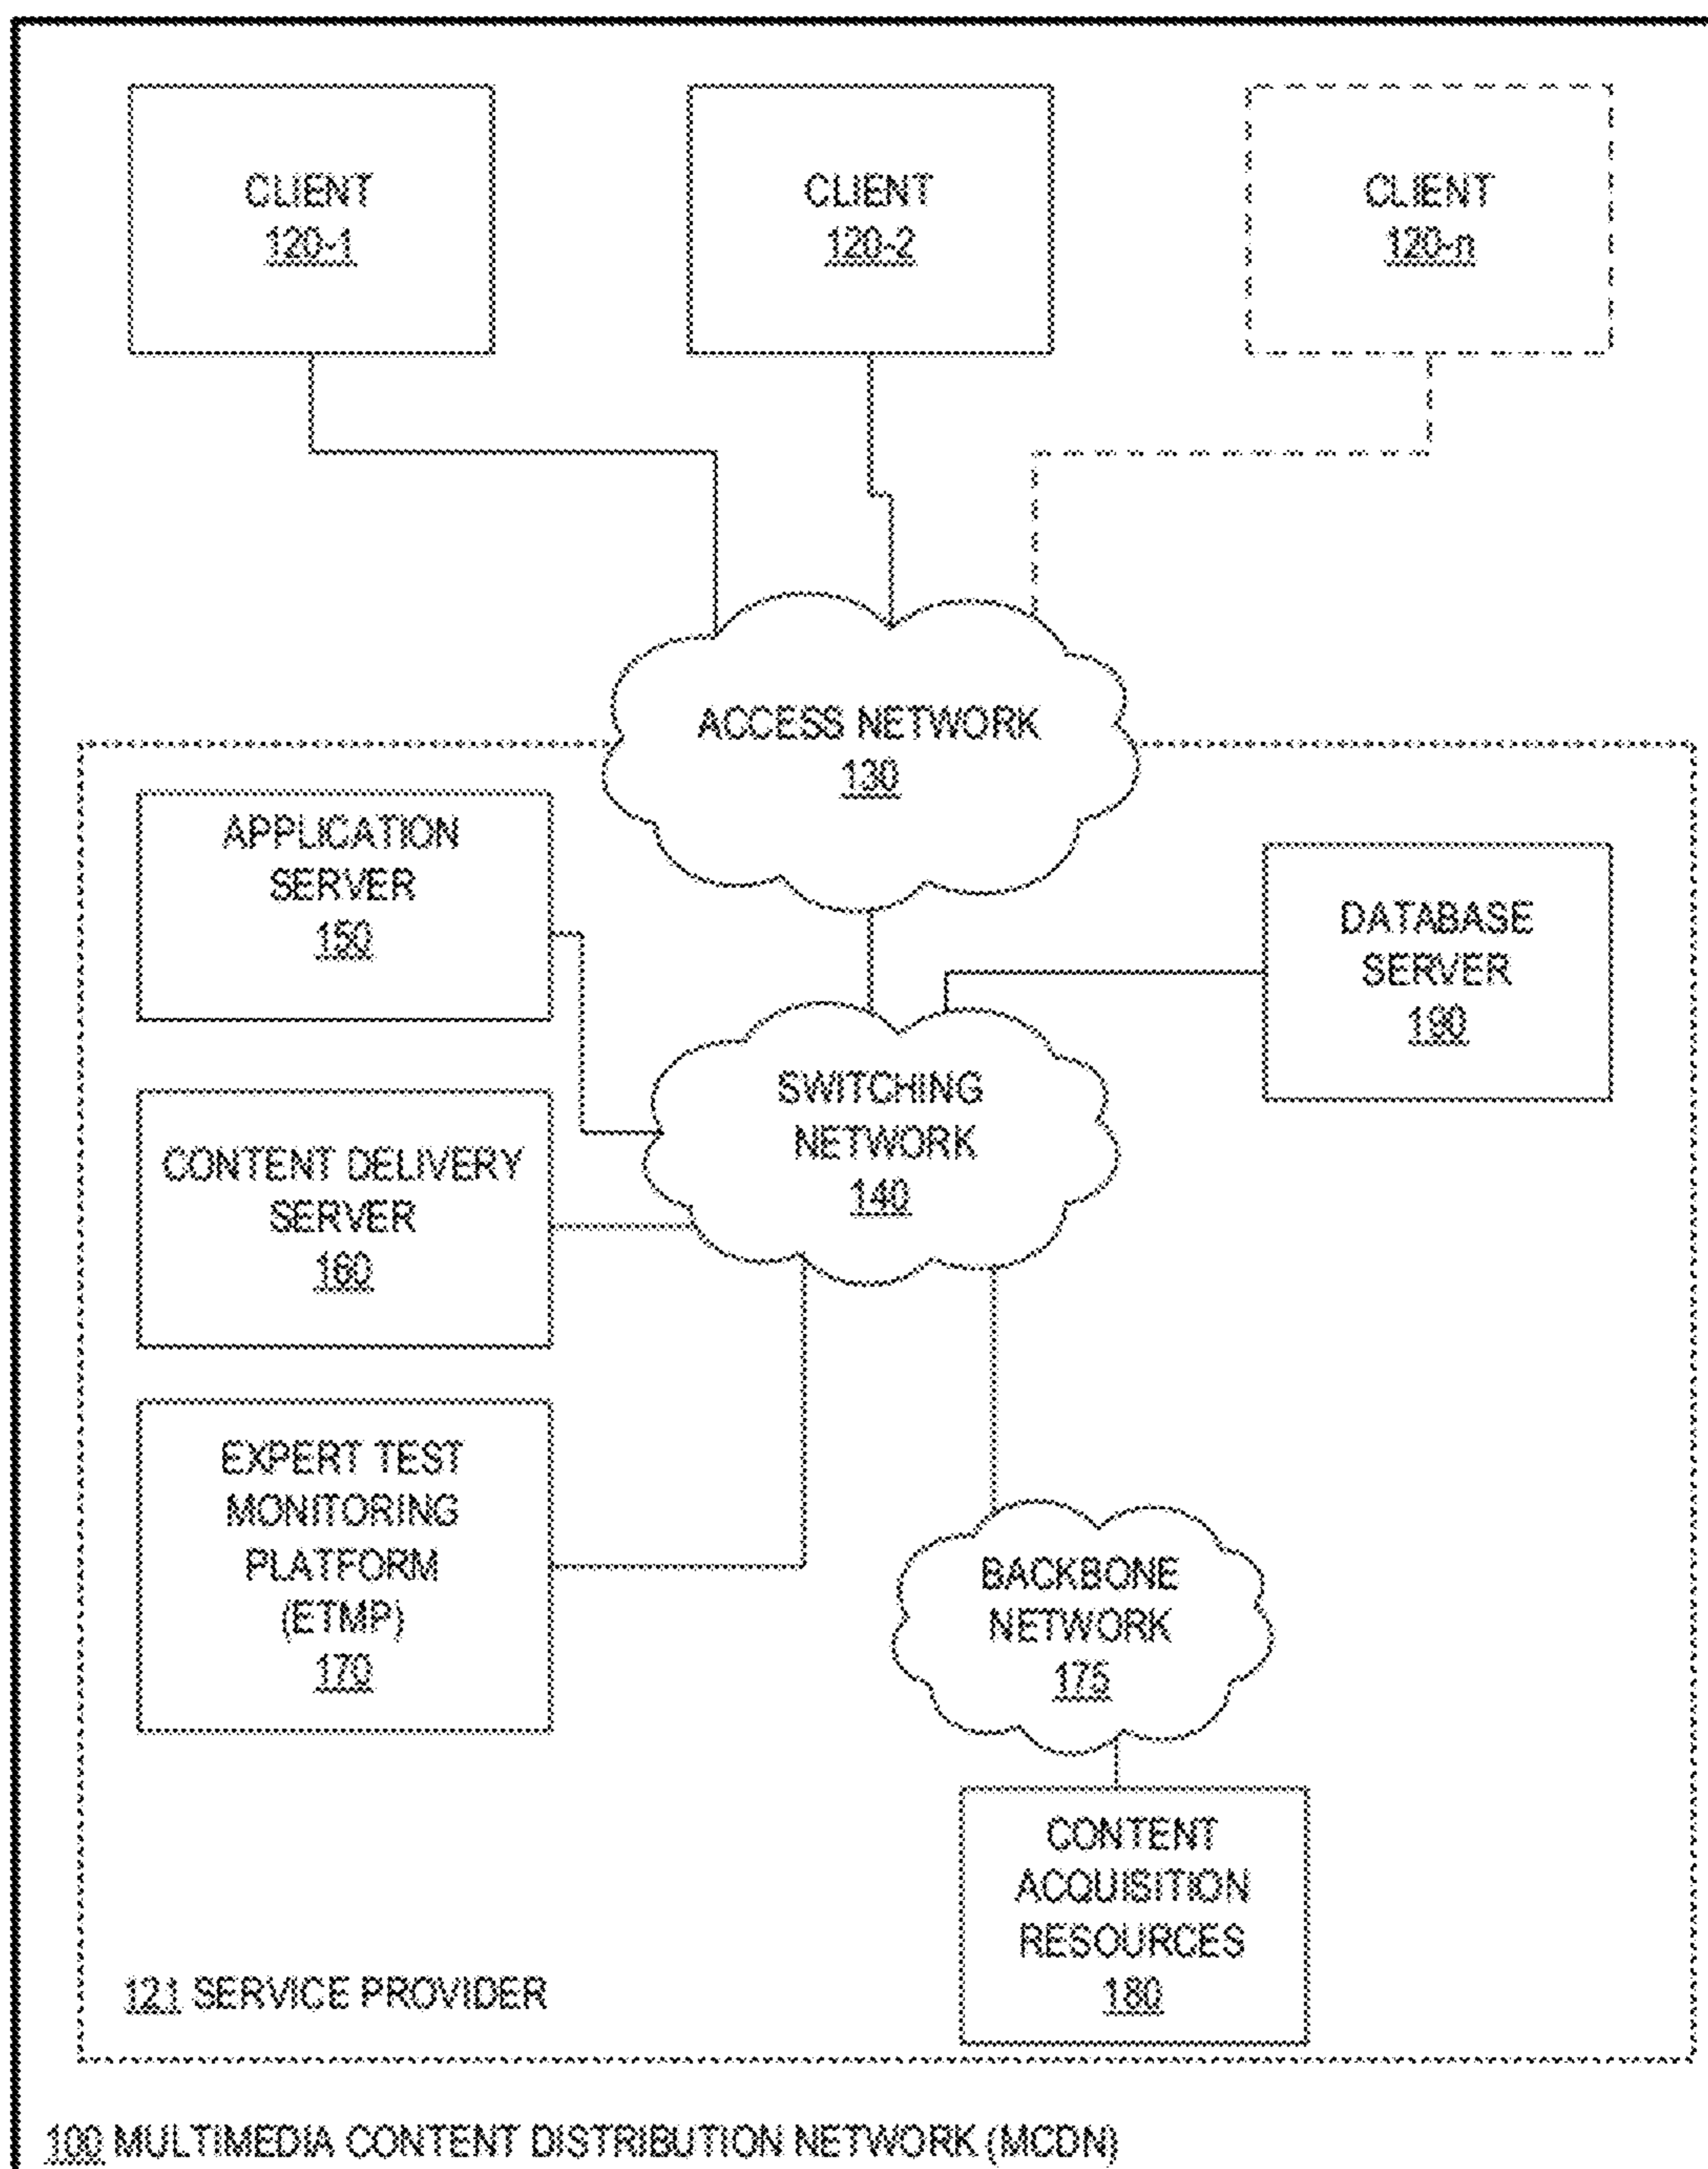 CLIENT
120-1
CLIENT
120-2
CLIENT
120-n
ACCESS NETWORK
130
APPLICATION
SERVER
150
DATABASE
SERVER
190
SWITCHING
NETWORK
140
CONTENT DELIVERY
SERVER
160
EXPERT TEST
MONITORING
PLATFORM
(ETMP)
170
BACKBONE
NETWORK
175
CONTENT
ACQUISITION
RESOURCES
180
121 SERVICE PROVIDER
100 MULTIMEDIA CONTENT DISTRIBUTION NETWORK (MCDN)